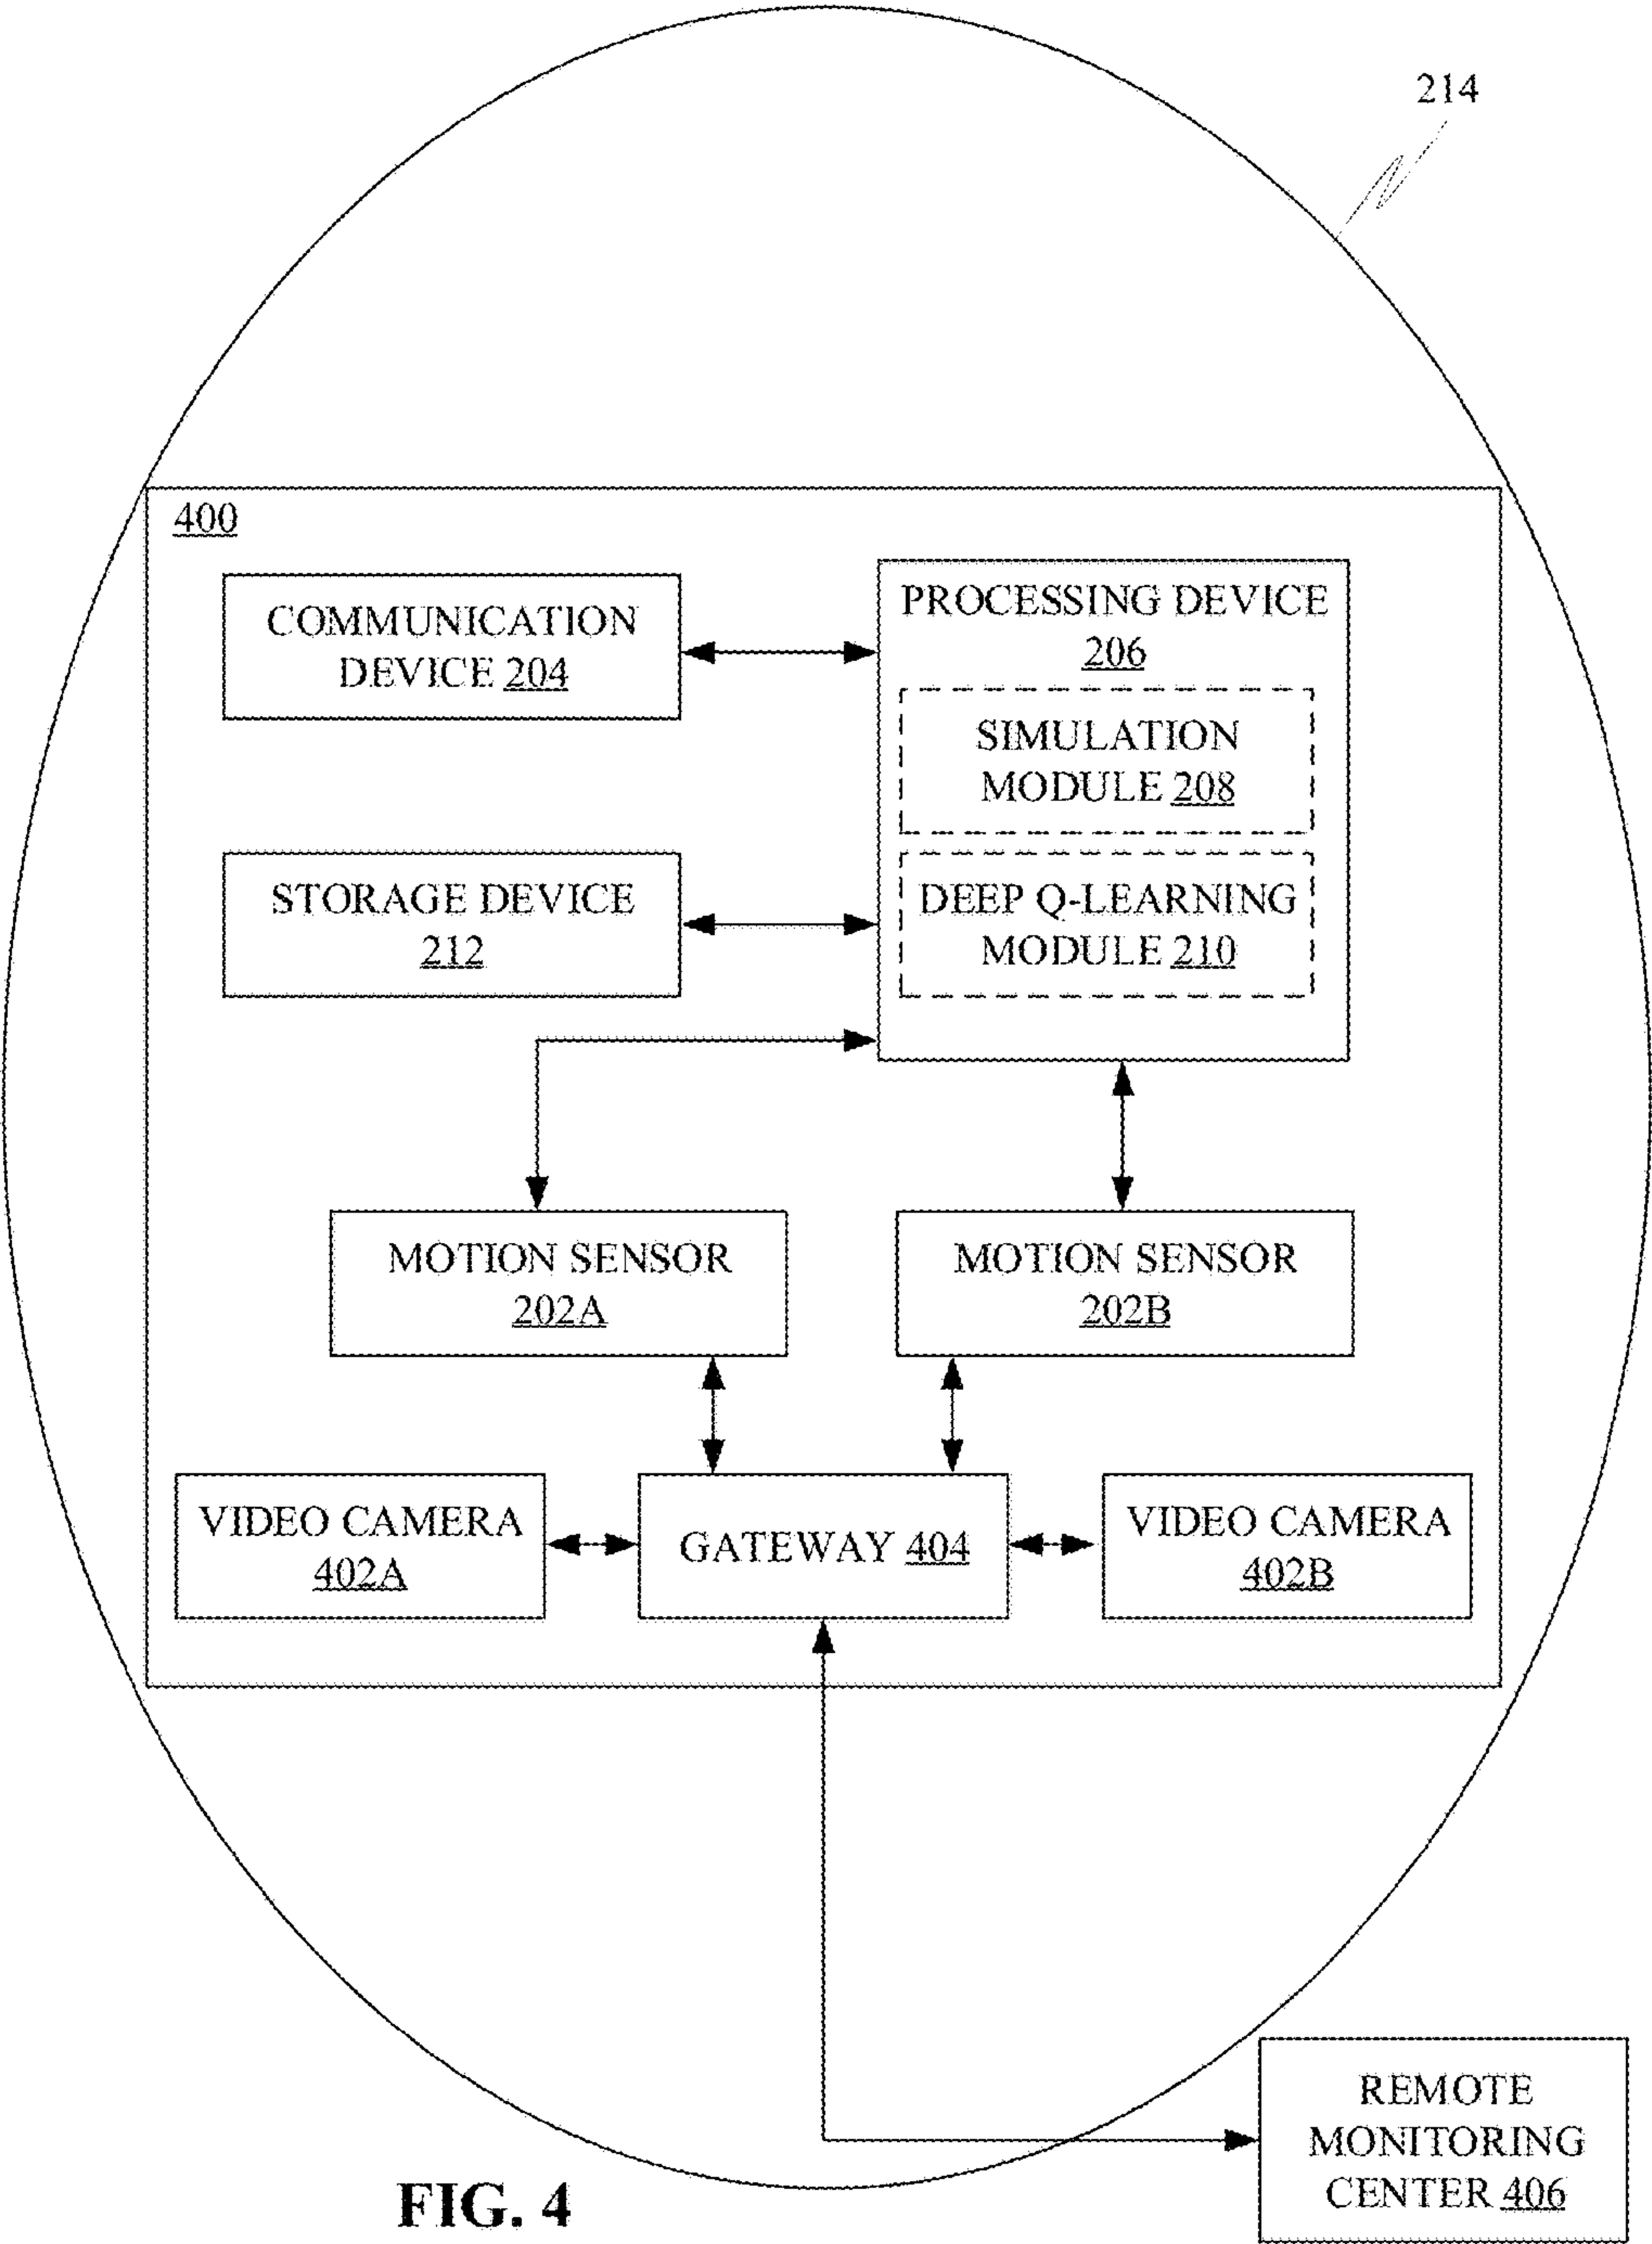 214
400
COMMUNICATION
DEVICE 204
PROCESSING DEVICE
206
SIMULATION
MODULE 208
STORAGE DEVICE
212
DEEP Q-LEARNING
MODULE 210
MOTION SENSOR
202A
MOTION SENSOR
202B
VIDEO CAMERA
402A
GATEWAY 404
VIDEO CAMERA
402B
REMOTE
MONITORING
CENTER 406
FIG. 4